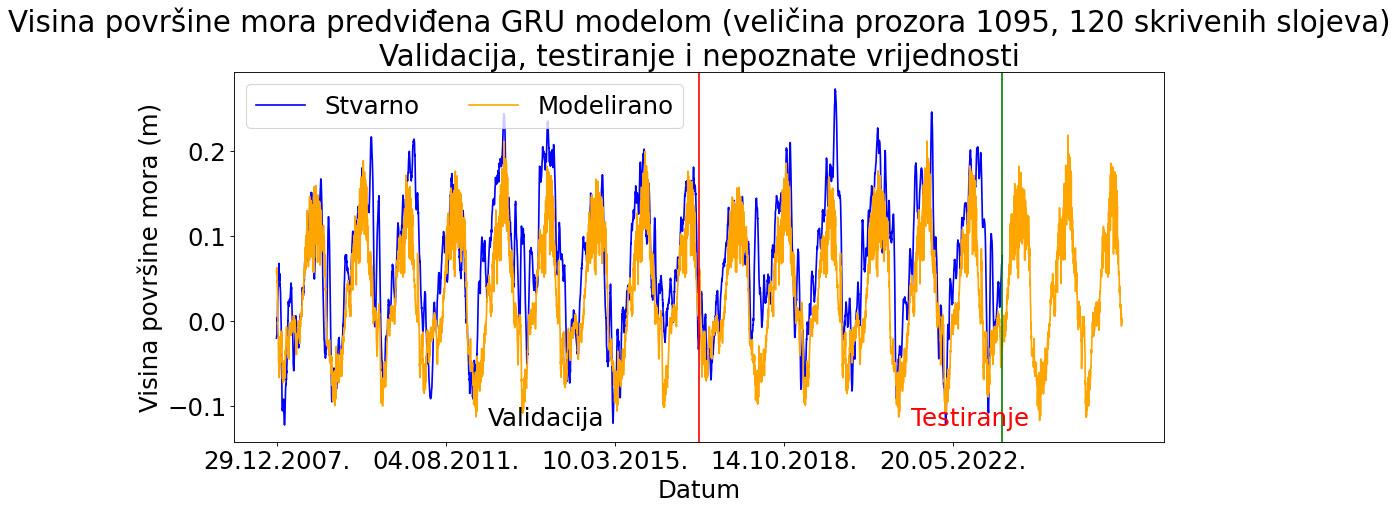 Visina površine mora predviđena GRU modelom (veličina prozora 1095, 120 skrivenih slojeva)
Validacija, testiranje i nepoznate vrijednosti
Stvarno
Modelirano
Visina površine mora (m)
0.2
0.1
0.0
−0.1
Validacija
Testiranje
29.12.2007.
04.08.2011.
10.03.2015.
14.10.2018.
20.05.2022.
Datum